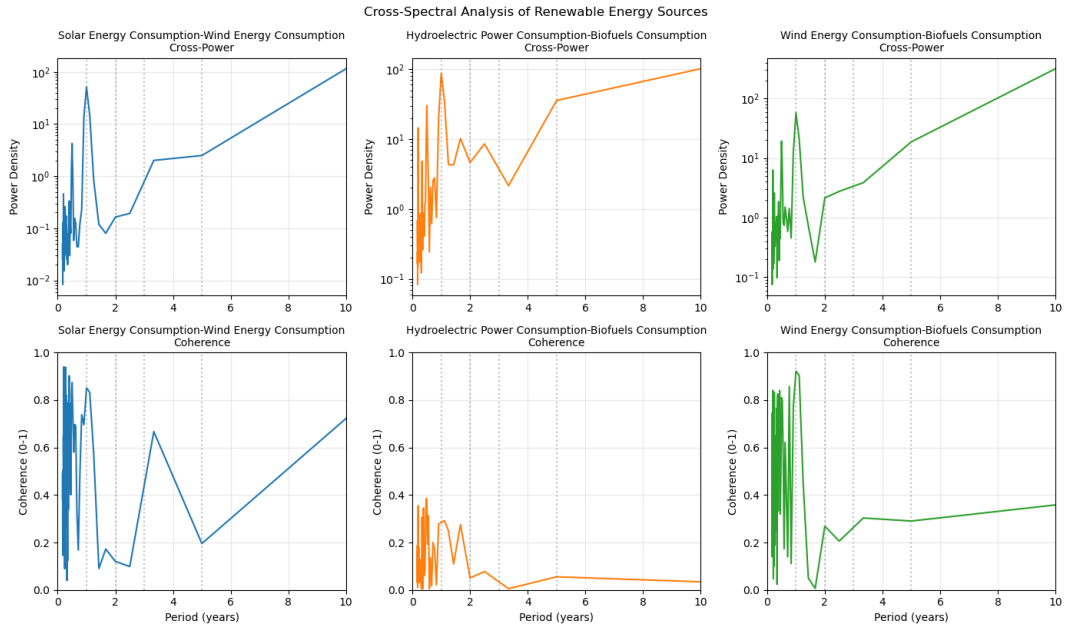 Cross-Spectral Analysis of Renewable Energy Sources
Solar Energy Consumption-Wind Energy Consumption
Cross-Power
Hydroelectric Power Consumption-Biofuels Consumption
Cross-Power
Wind Energy Consumption-Biofuels Consumption
Cross-Power
Power Density
10²
10¹
10⁰
10⁻¹
10⁻²
0 2 4 6 8 10
Power Density
10²
10¹
10⁰
10⁻¹
0 2 4 6 8 10
Power Density
10²
10¹
10⁰
10⁻¹
0 2 4 6 8 10
Solar Energy Consumption-Wind Energy Consumption
Coherence
Hydroelectric Power Consumption-Biofuels Consumption
Coherence
Wind Energy Consumption-Biofuels Consumption
Coherence
Coherence (0-1)
1.0
0.8
0.6
0.4
0.2
0.0
0 2 4 6 8 10
Period (years)
Coherence (0-1)
1.0
0.8
0.6
0.4
0.2
0.0
0 2 4 6 8 10
Period (years)
Coherence (0-1)
1.0
0.8
0.6
0.4
0.2
0.0
0 2 4 6 8 10
Period (years)